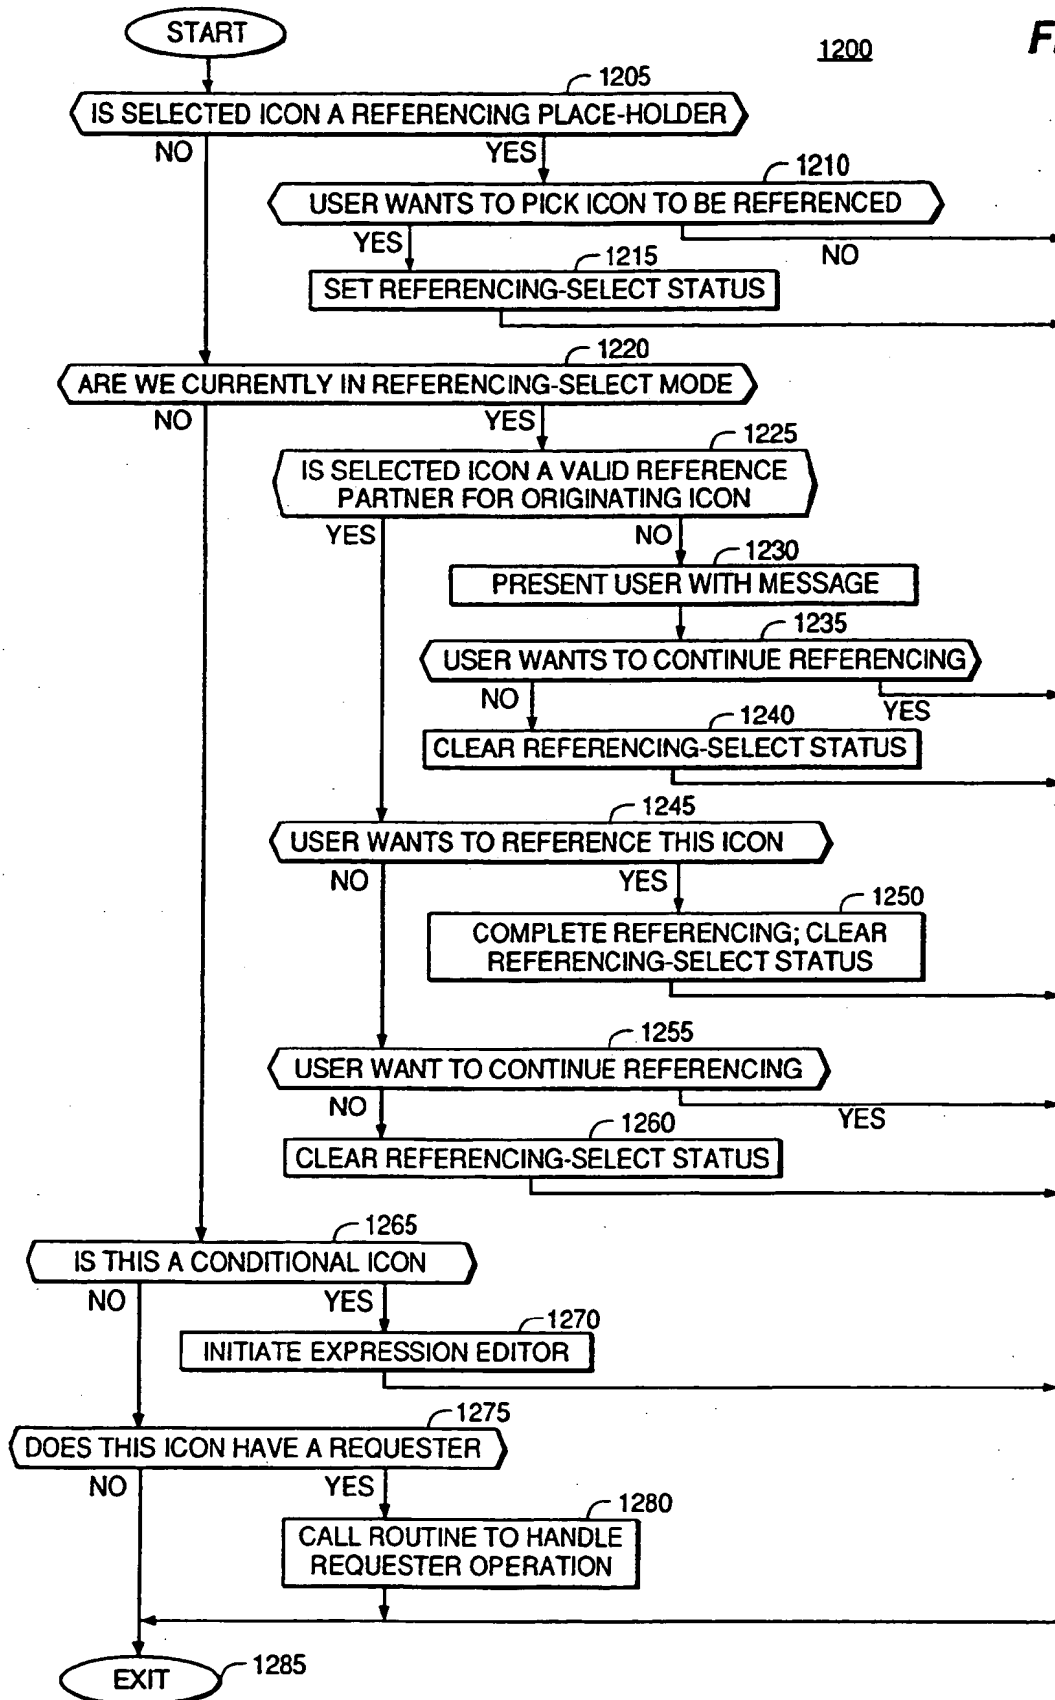 START
1200
1205
IS SELECTED ICON A REFERENCING PLACE-HOLDER
NO
YES
1210
USER WANTS TO PICK ICON TO BE REFERENCED
YES
NO
1215
SET REFERENCING-SELECT STATUS
1220
ARE WE CURRENTLY IN REFERENCING-SELECT MODE
NO
YES
1225
IS SELECTED ICON A VALID REFERENCE
PARTNER FOR ORIGINATING ICON
YES
NO
1230
PRESENT USER WITH MESSAGE
1235
USER WANTS TO CONTINUE REFERENCING
NO
YES
1240
CLEAR REFERENCING-SELECT STATUS
1245
USER WANTS TO REFERENCE THIS ICON
NO
YES
1250
COMPLETE REFERENCING; CLEAR
REFERENCING-SELECT STATUS
1255
USER WANT TO CONTINUE REFERENCING
NO
YES
1260
CLEAR REFERENCING-SELECT STATUS
1265
IS THIS A CONDITIONAL ICON
NO
YES
1270
INITIATE EXPRESSION EDITOR
1275
DOES THIS ICON HAVE A REQUESTER
NO
YES
1280
CALL ROUTINE TO HANDLE
REQUESTER OPERATION
EXIT
1285